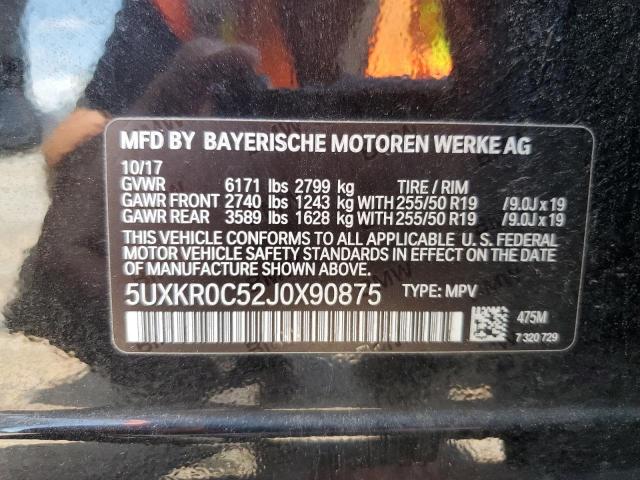 MFD BY BAYERISCHE MOTOREN WERKE AG
10/17
GVWR 6171 lbs 2799 kg TIRE / RIM
GAWR FRONT 2740 lbs 1243 kg WITH 255/50 R19 /9.0J x 19
GAWR REAR 3589 lbs 1628 kg WITH 255/50 R19 /9.0J x 19
THIS VEHICLE CONFORMS TO ALL APPLICABLE U. S. FEDERAL
MOTOR VEHICLE SAFETY STANDARDS IN EFFECT ON THE DATE
OF MANUFACTURE SHOWN ABOVE.
5UXKR0C52J0X90875 TYPE: MPV
475M
7 320 729